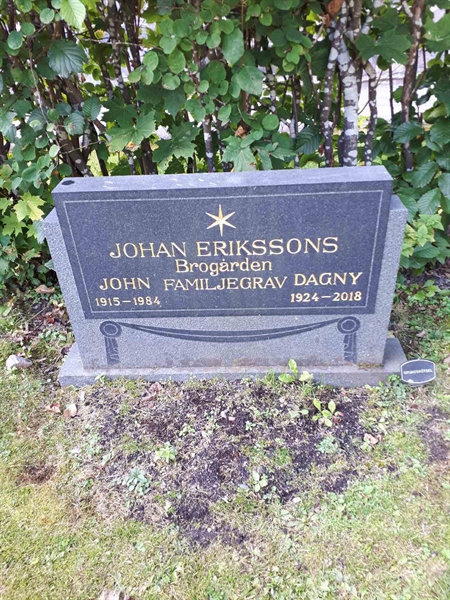 JOHAN ERIKSSONS
Brogården
JOHN FAMILJEGRAV DAGNY
1915-1984 1924-2018